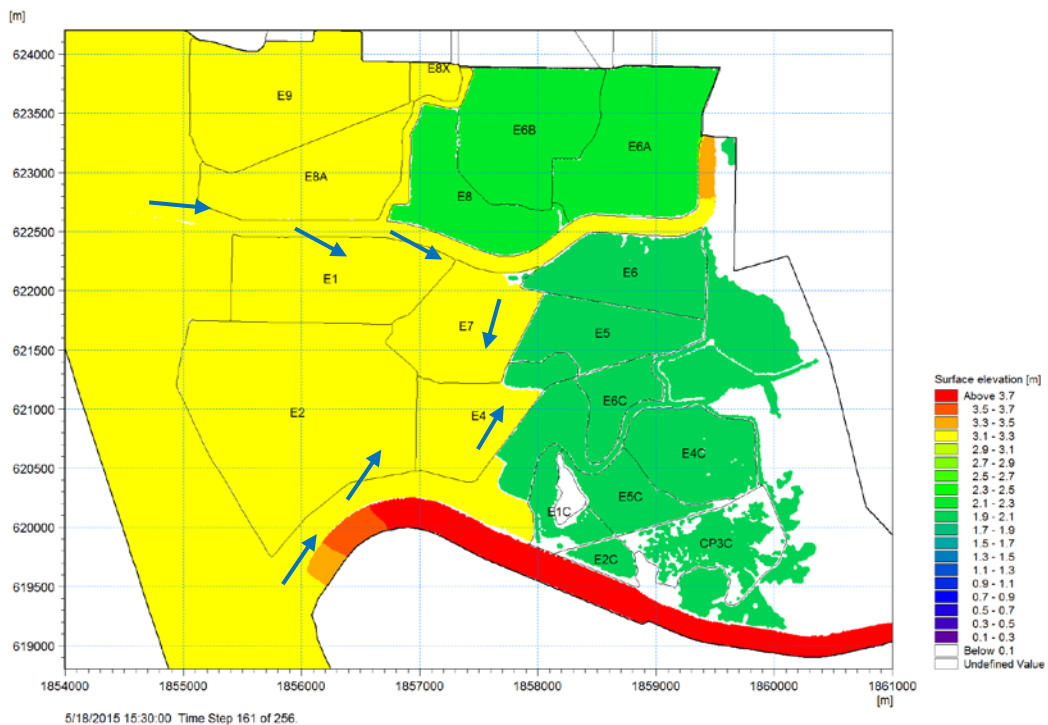 [m]
624000
623500
623000
622500
622000
621500
621000
620500
620000
619500
619000
E9
E8X
E6B
E6A
E8A
E8
E1
E6
E7
E5
E2
E4
E6C
E4C
E1C
E5C
E2C
CP3C
1854000 1855000 1856000 1857000 1858000 1859000 1860000 1861000
[m]
Surface elevation [m]
Above 3.7
3.5 - 3.7
3.3 - 3.5
3.1 - 3.3
2.9 - 3.1
2.7 - 2.9
2.5 - 2.7
2.3 - 2.5
2.1 - 2.3
1.9 - 2.1
1.7 - 1.9
1.5 - 1.7
1.3 - 1.5
1.1 - 1.3
0.9 - 1.1
0.7 - 0.9
0.5 - 0.7
0.3 - 0.5
0.1 - 0.3
Below 0.1
Undefined Value
5/18/2015 15:30:00 Time Step 161 of 256.